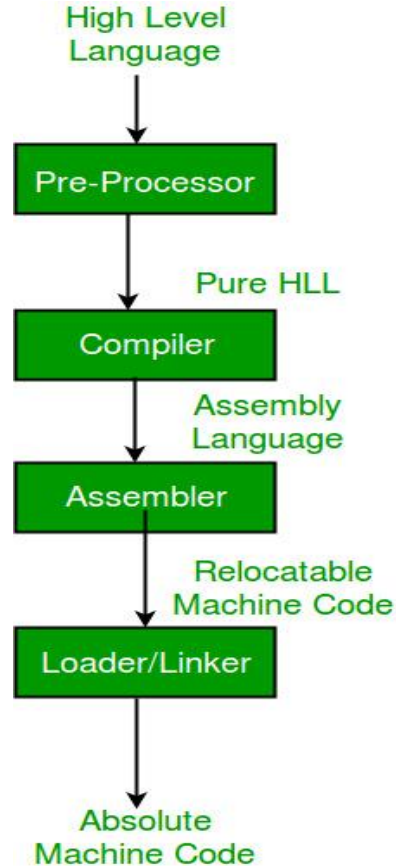 High Level
Language
Pre-Processor
Pure HLL
Compiler
Assembly
Language
Assembler
Relocatable
Machine Code
Loader/Linker
Absolute
Machine Code